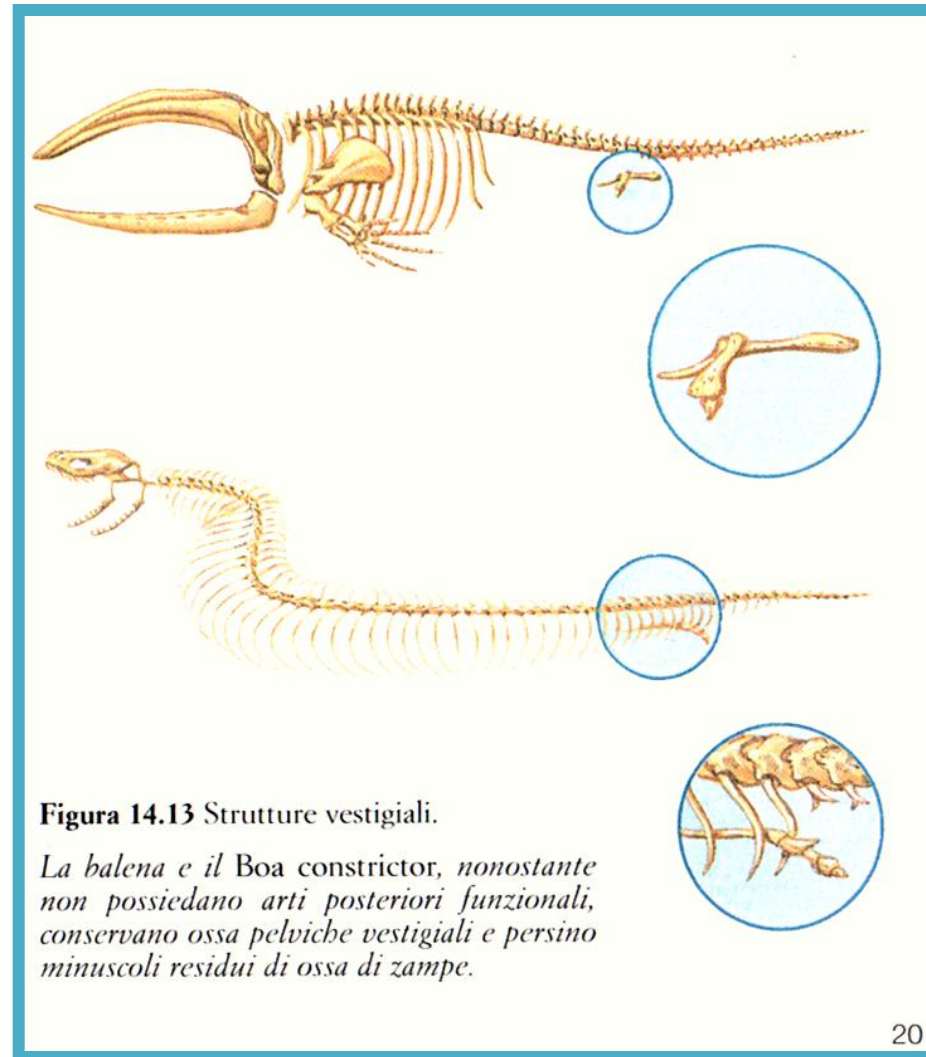 Figura 14.13 Strutture vestigiali.
La balena e il Boa constrictor, nonostante
non possiedano arti posteriori funzionali,
conservano ossa pelviche vestigiali e persino
minuscoli residui di ossa di zampe.
20